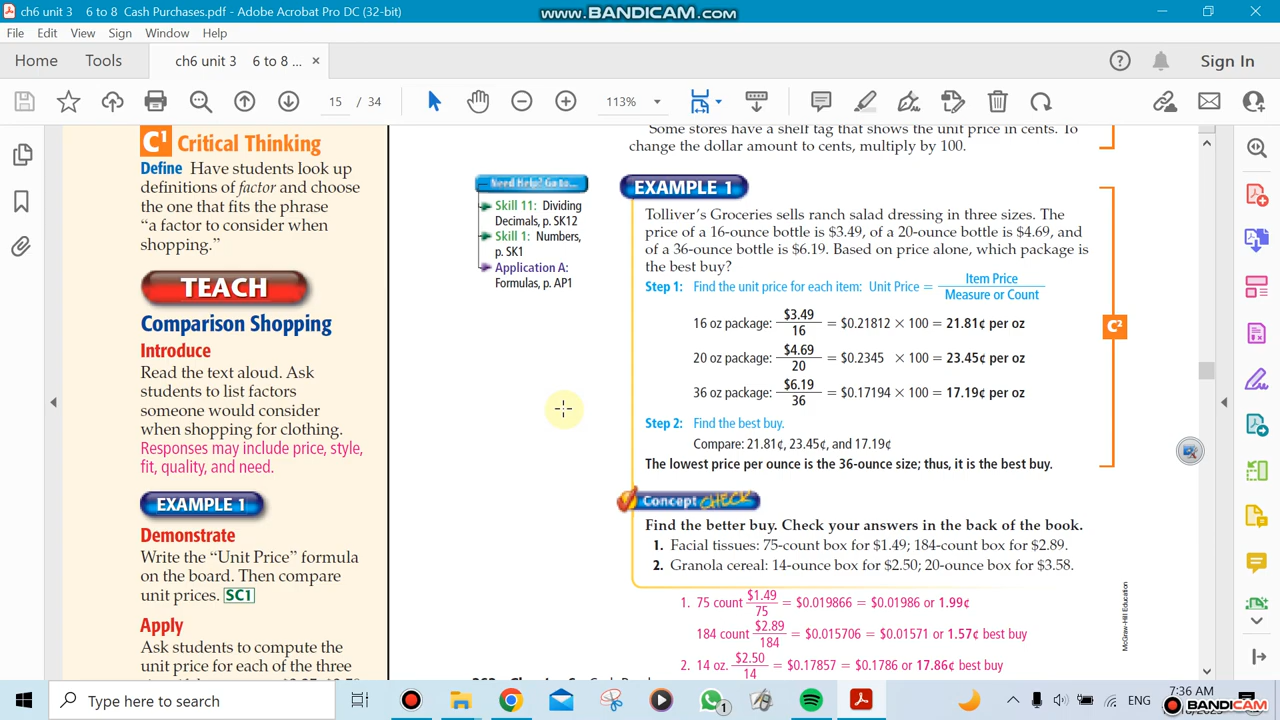 ch6 unit 3 6 to 8 Cash Purchases.pdf - Adobe Acrobat Pro DC (32-bit)
www.BANDICAM.com
File Edit View Sign Window Help
Home Tools ch6 unit 3 6 to 8 ... × Sign In
15 / 34 113%
C1 Critical Thinking
Define Have students look up
definitions of factor and choose
the one that fits the phrase
“a factor to consider when
shopping.”
TEACH
Comparison Shopping
Introduce
Read the text aloud. Ask
students to list factors
someone would consider
when shopping for clothing.
Responses may include price, style,
fit, quality, and need.
EXAMPLE 1
Demonstrate
Write the “Unit Price” formula
on the board. Then compare
unit prices. SC1
Apply
Ask students to compute the
unit price for each of the three
Need Help? Go to...
Skill 11: Dividing
Decimals, p. SK12
Skill 1: Numbers,
p. SK1
Application A:
Formulas, p. AP1
Some stores have a shelf tag that shows the unit price in cents. To
change the dollar amount to cents, multiply by 100.
EXAMPLE 1
Tolliver’s Groceries sells ranch salad dressing in three sizes. The
price of a 16-ounce bottle is $3.49, of a 20-ounce bottle is $4.69, and
of a 36-ounce bottle is $6.19. Based on price alone, which package is
the best buy?
Step 1: Find the unit price for each item: Unit Price = Item Price / Measure or Count
16 oz package: $3.49 / 16 = $0.21812 × 100 = 21.81¢ per oz
20 oz package: $4.69 / 20 = $0.2345 × 100 = 23.45¢ per oz
36 oz package: $6.19 / 36 = $0.17194 × 100 = 17.19¢ per oz
C2
Step 2: Find the best buy.
Compare: 21.81¢, 23.45¢, and 17.19¢
The lowest price per ounce is the 36-ounce size; thus, it is the best buy.
Concept CHECK
Find the better buy. Check your answers in the back of the book.
1. Facial tissues: 75-count box for $1.49; 184-count box for $2.89.
2. Granola cereal: 14-ounce box for $2.50; 20-ounce box for $3.58.
1. 75 count $1.49 / 75 = $0.019866 = $0.01986 or 1.99¢
184 count $2.89 / 184 = $0.015706 = $0.01571 or 1.57¢ best buy
2. 14 oz. $2.50 / 14 = $0.17857 = $0.1786 or 17.86¢ best buy
McGraw-Hill Education
Type here to search
1
ENG
7:36 AM
BANDICAM